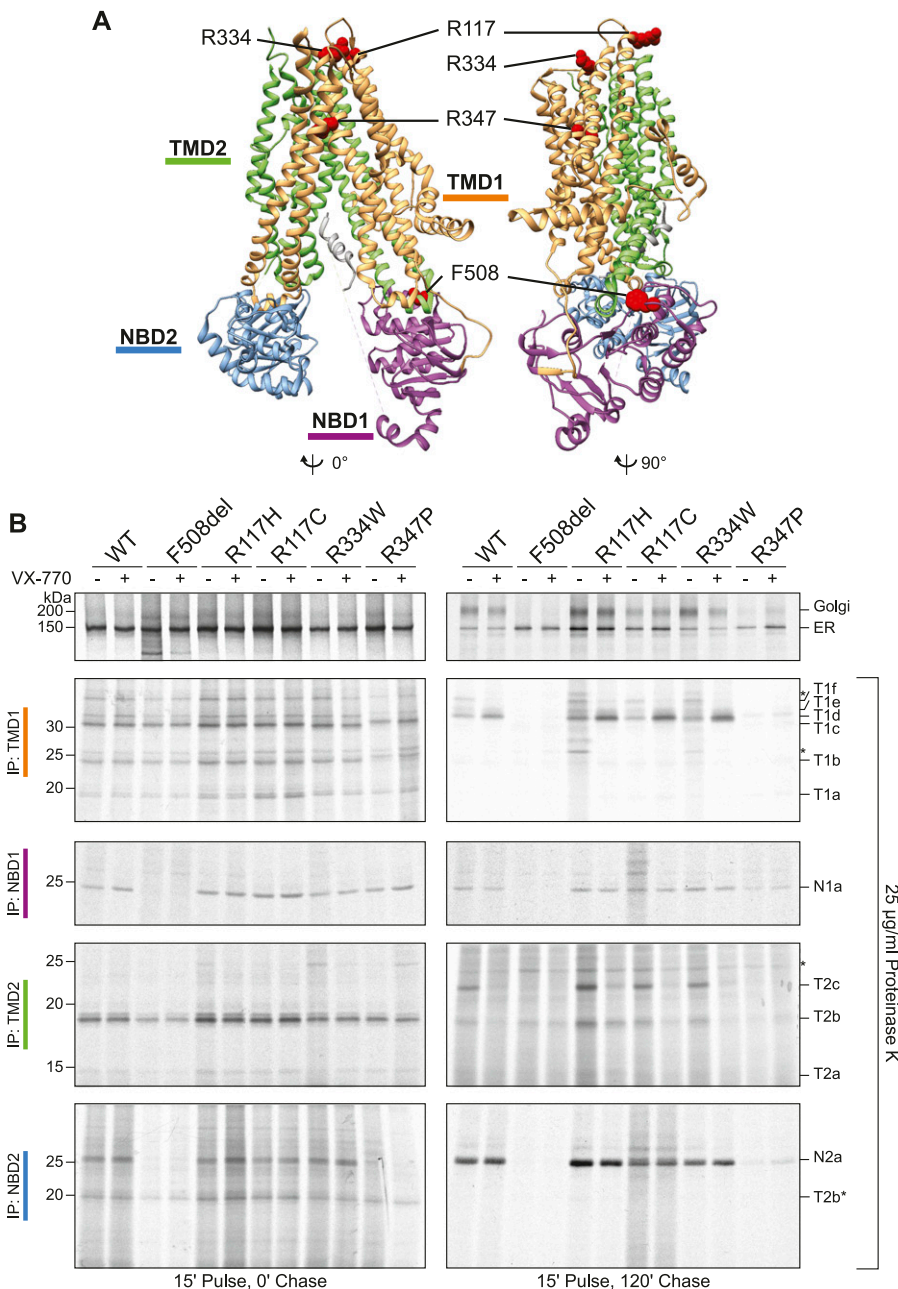 A
R334
R117
R334
R347
TMD2
TMD1
F508
NBD2
NBD1
0°
90°
B
WT
F508del
R117H
R117C
R334W
R347P
WT
F508del
R117H
R117C
R334W
R347P
VX-770
- + - + - + - + - + - +
- + - + - + - + - + - +
kDa
200
150
Golgi
ER
IP: TMD1
30
25
20
T1f
*
T1e
T1d
T1c
*
T1b
T1a
IP: NBD1
25
N1a
IP: TMD2
25
20
15
*
T2c
T2b
T2a
IP: NBD2
25
20
N2a
T2b*
25 µg/ml Proteinase K
15' Pulse, 0' Chase
15' Pulse, 120' Chase